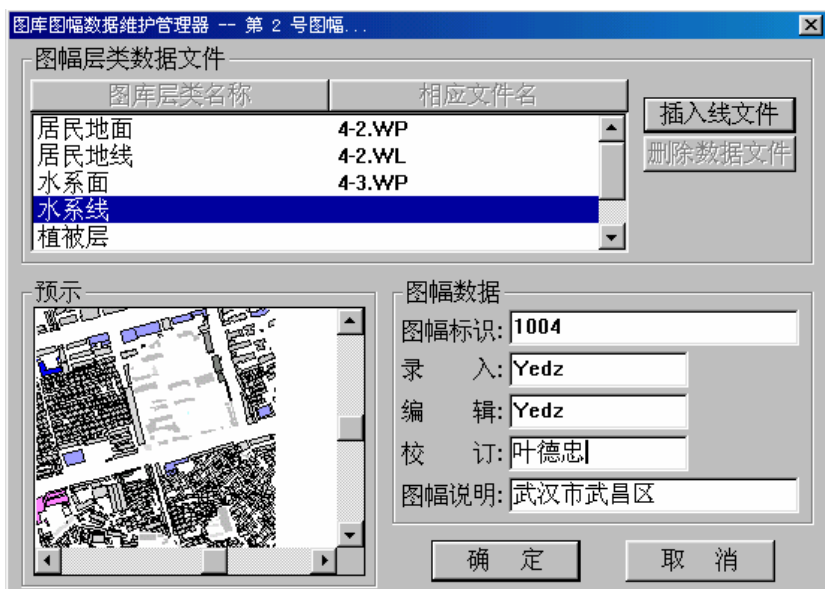 图库图幅数据维护管理器 -- 第 2 号图幅...
图幅层类数据文件
图库层类名称 相应文件名
居民地面 4-2.WP
居民地线 4-2.WL
水系面 4-3.WP
水系线
植被层
插入线文件
删除数据文件
预示
图幅数据
图幅标识: 1004
录 入: Yedz
编 辑: Yedz
校 订: 叶德忠
图幅说明: 武汉市武昌区
确 定 取 消